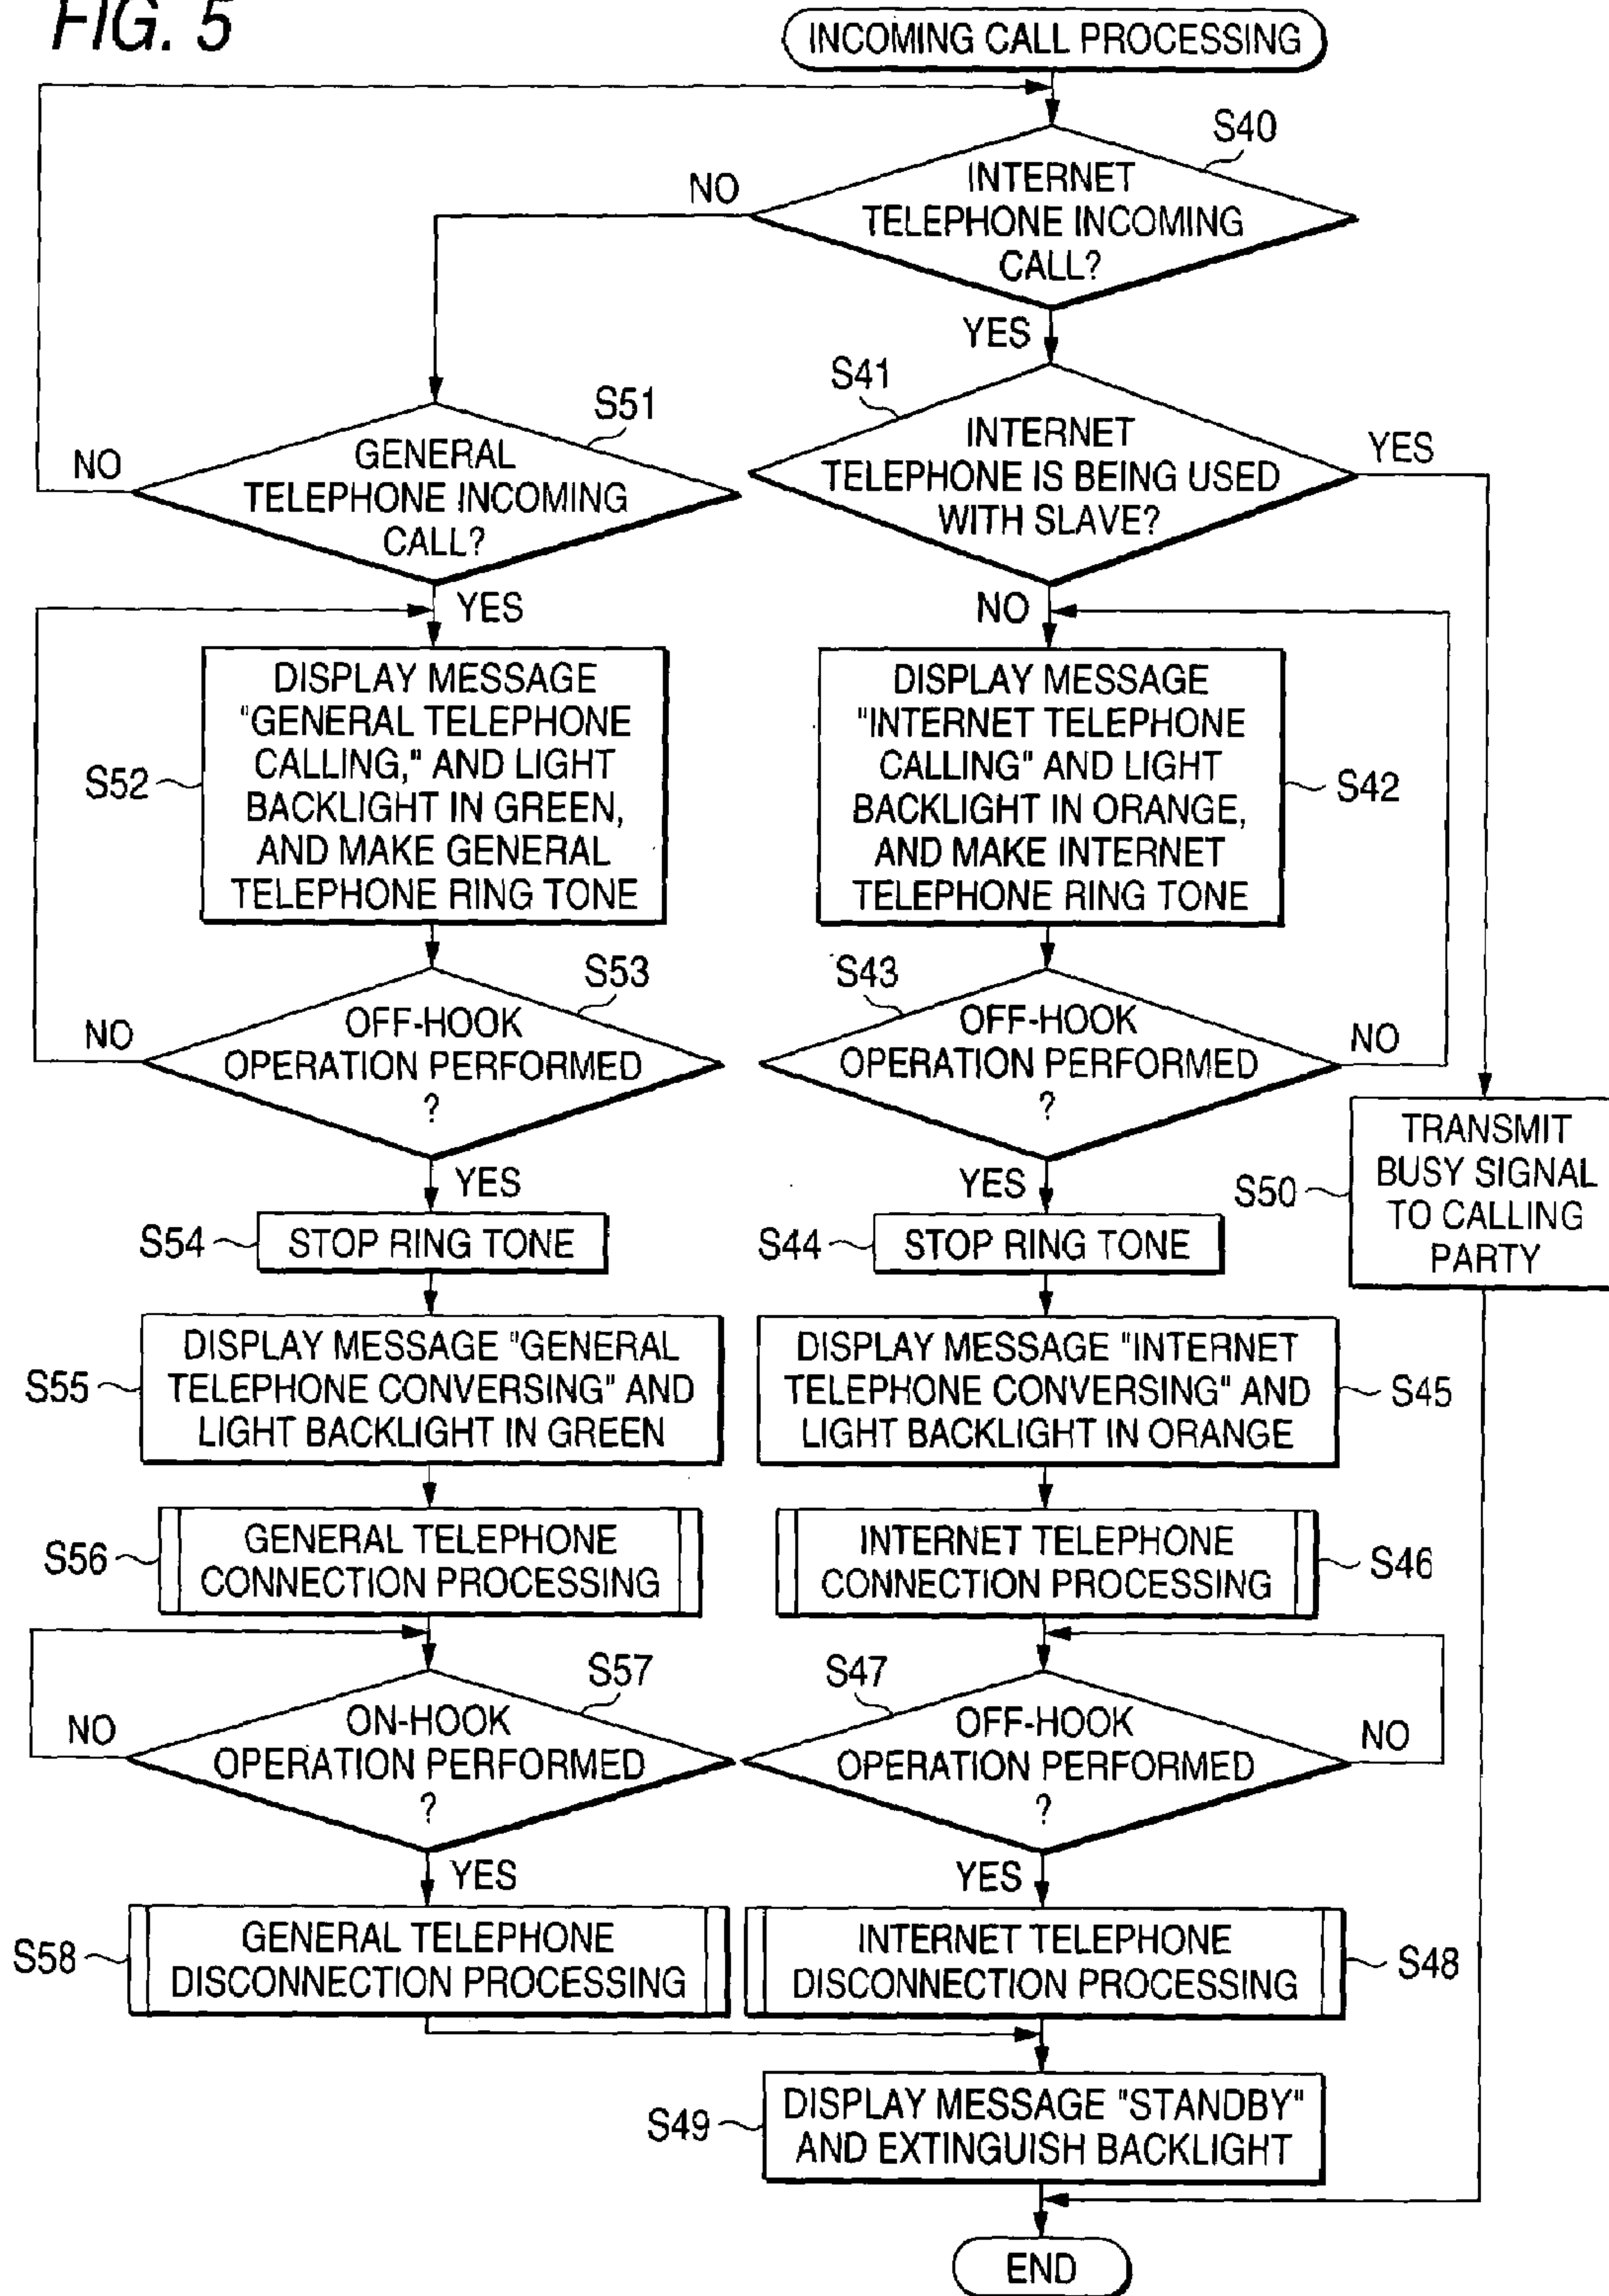 FIG. 5
INCOMING CALL PROCESSING
S40
INTERNET
TELEPHONE INCOMING
CALL?
NO
YES
S41
INTERNET
TELEPHONE IS BEING USED
WITH SLAVE?
YES
NO
S51
GENERAL
TELEPHONE INCOMING
CALL?
NO
YES
S52
DISPLAY MESSAGE
"GENERAL TELEPHONE
CALLING," AND LIGHT
BACKLIGHT IN GREEN,
AND MAKE GENERAL
TELEPHONE RING TONE
DISPLAY MESSAGE
"INTERNET TELEPHONE
CALLING" AND LIGHT
BACKLIGHT IN ORANGE,
AND MAKE INTERNET
TELEPHONE RING TONE
S42
S53
OFF-HOOK
OPERATION PERFORMED
?
NO
YES
S43
OFF-HOOK
OPERATION PERFORMED
?
NO
YES
S50
TRANSMIT
BUSY SIGNAL
TO CALLING
PARTY
S54
STOP RING TONE
S44
STOP RING TONE
S55
DISPLAY MESSAGE "GENERAL
TELEPHONE CONVERSING" AND
LIGHT BACKLIGHT IN GREEN
DISPLAY MESSAGE "INTERNET
TELEPHONE CONVERSING" AND
LIGHT BACKLIGHT IN ORANGE
S45
S56
GENERAL TELEPHONE
CONNECTION PROCESSING
INTERNET TELEPHONE
CONNECTION PROCESSING
S46
S57
ON-HOOK
OPERATION PERFORMED
?
NO
YES
S47
OFF-HOOK
OPERATION PERFORMED
?
NO
YES
S58
GENERAL TELEPHONE
DISCONNECTION PROCESSING
INTERNET TELEPHONE
DISCONNECTION PROCESSING
S48
S49
DISPLAY MESSAGE "STANDBY"
AND EXTINGUISH BACKLIGHT
END